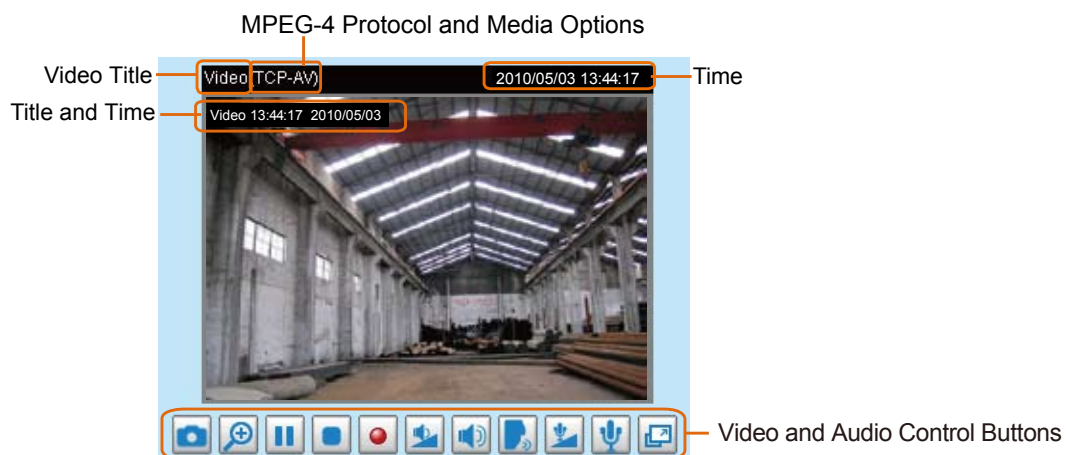 MPEG-4 Protocol and Media Options
Video Title
Video (TCP-AV)
2010/05/03 13:44:17
Time
Title and Time
Video 13:44:17 2010/05/03
Video and Audio Control Buttons